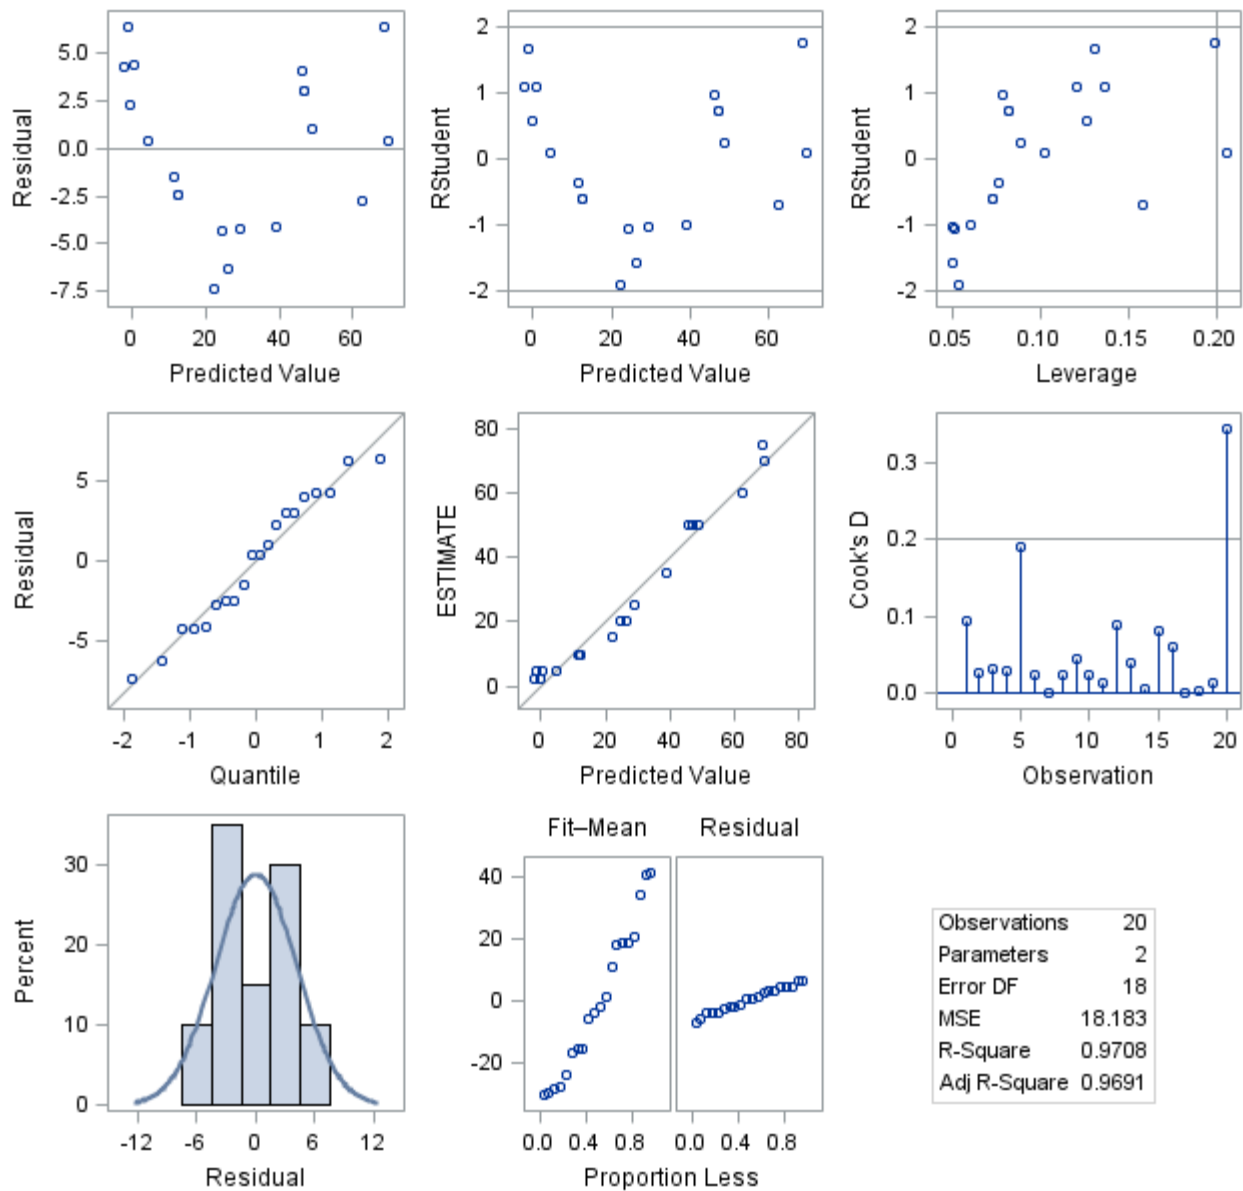 5.0
2.5
0.0
-2.5
-5.0
-7.5
Residual
0 20 40 60
Predicted Value
2
1
0
-1
-2
RStudent
0 20 40 60
Predicted Value
2
1
0
-1
-2
RStudent
0.05 0.10 0.15 0.20
Leverage
5
0
-5
Residual
-2 -1 0 1 2
Quantile
80
60
40
20
0
ESTIMATE
0 20 40 60 80
Predicted Value
0.3
0.2
0.1
0.0
Cook's D
0 5 10 15 20
Observation
30
20
10
0
Percent
-12 -6 0 6 12
Residual
Fit–Mean Residual
40
20
0
-20
0.0 0.4 0.8 0.0 0.4 0.8
Proportion Less
Observations 20
Parameters 2
Error DF 18
MSE 18.183
R-Square 0.9708
Adj R-Square 0.9691